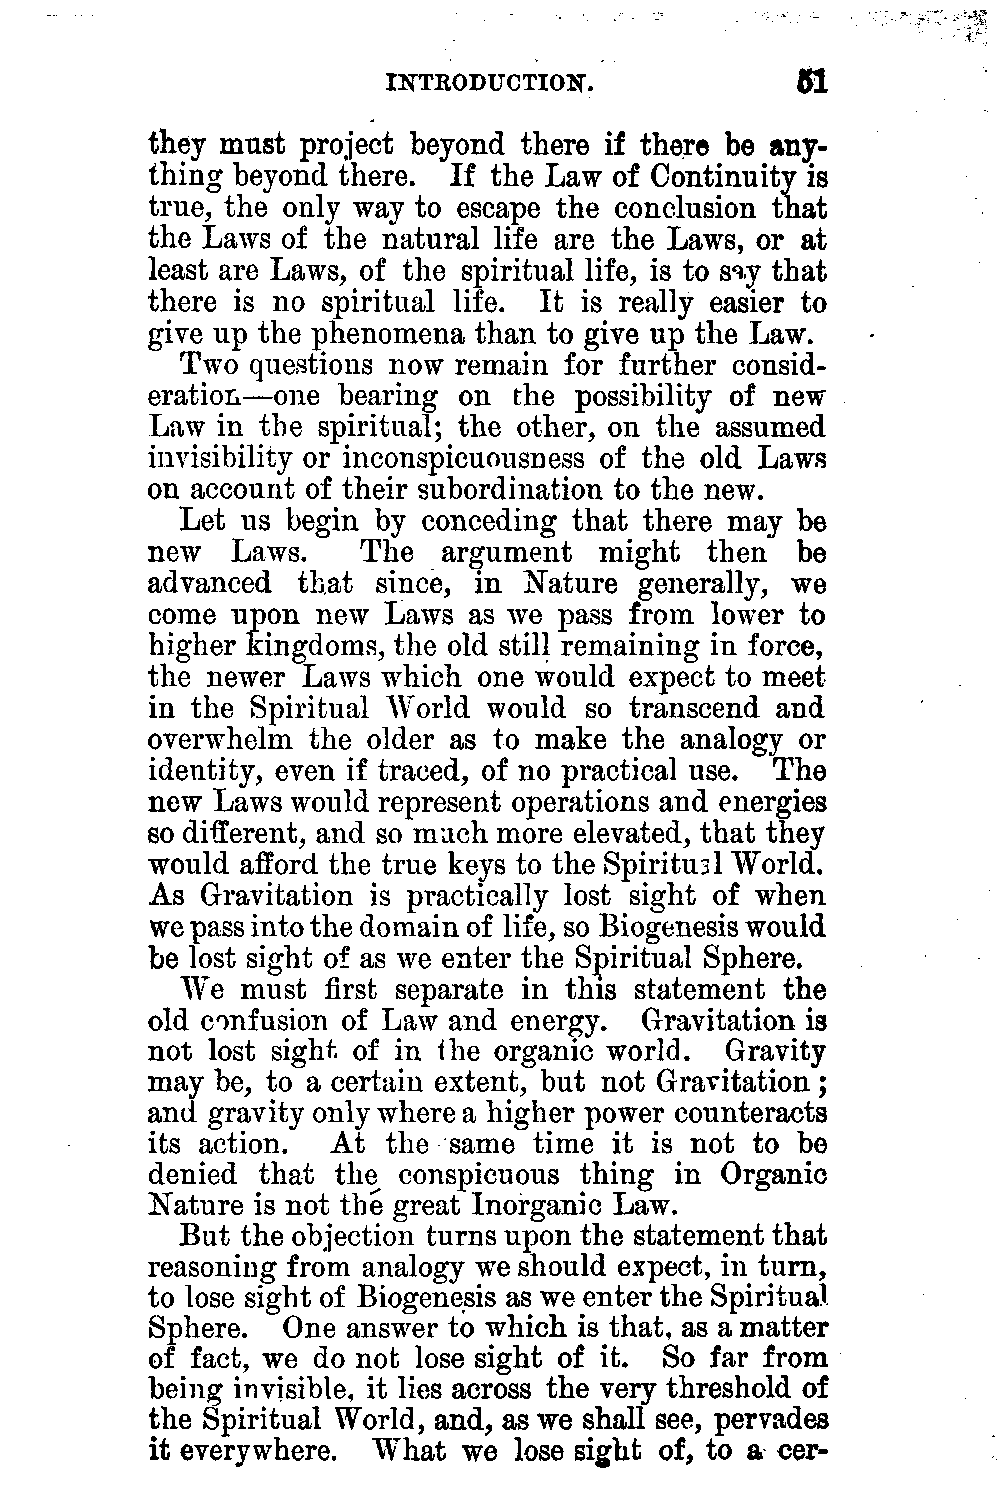 INTRODUCTION. 51
they must project beyond there if there be any-
thing beyond there. If the Law of Continuity is
true, the only way to escape the conclusion that
the Laws of the natural life are the Laws, or at
least are Laws, of the spiritual life, is to say that
there is no spiritual life. It is really easier to
give up the phenomena than to give up the Law.
Two questions now remain for further consid-
eration—one bearing on the possibility of new
Law in the spiritual; the other, on the assumed
invisibility or inconspicuousness of the old Laws
on account of their subordination to the new.
Let us begin by conceding that there may be
new Laws. The argument might then be
advanced that since, in Nature generally, we
come upon new Laws as we pass from lower to
higher kingdoms, the old still remaining in force,
the newer Laws which one would expect to meet
in the Spiritual World would so transcend and
overwhelm the older as to make the analogy or
identity, even if traced, of no practical use. The
new Laws would represent operations and energies
so different, and so much more elevated, that they
would afford the true keys to the Spiritual World.
As Gravitation is practically lost sight of when
we pass into the domain of life, so Biogenesis would
be lost sight of as we enter the Spiritual Sphere.
We must first separate in this statement the
old confusion of Law and energy. Gravitation is
not lost sight of in the organic world. Gravity
may be, to a certain extent, but not Gravitation;
and gravity only where a higher power counteracts
its action. At the same time it is not to be
denied that the conspicuous thing in Organic
Nature is not the great Inorganic Law.
But the objection turns upon the statement that
reasoning from analogy we should expect, in turn,
to lose sight of Biogenesis as we enter the Spiritual
Sphere. One answer to which is that, as a matter
of fact, we do not lose sight of it. So far from
being invisible, it lies across the very threshold of
the Spiritual World, and, as we shall see, pervades
it everywhere. What we lose sight of, to a cer-